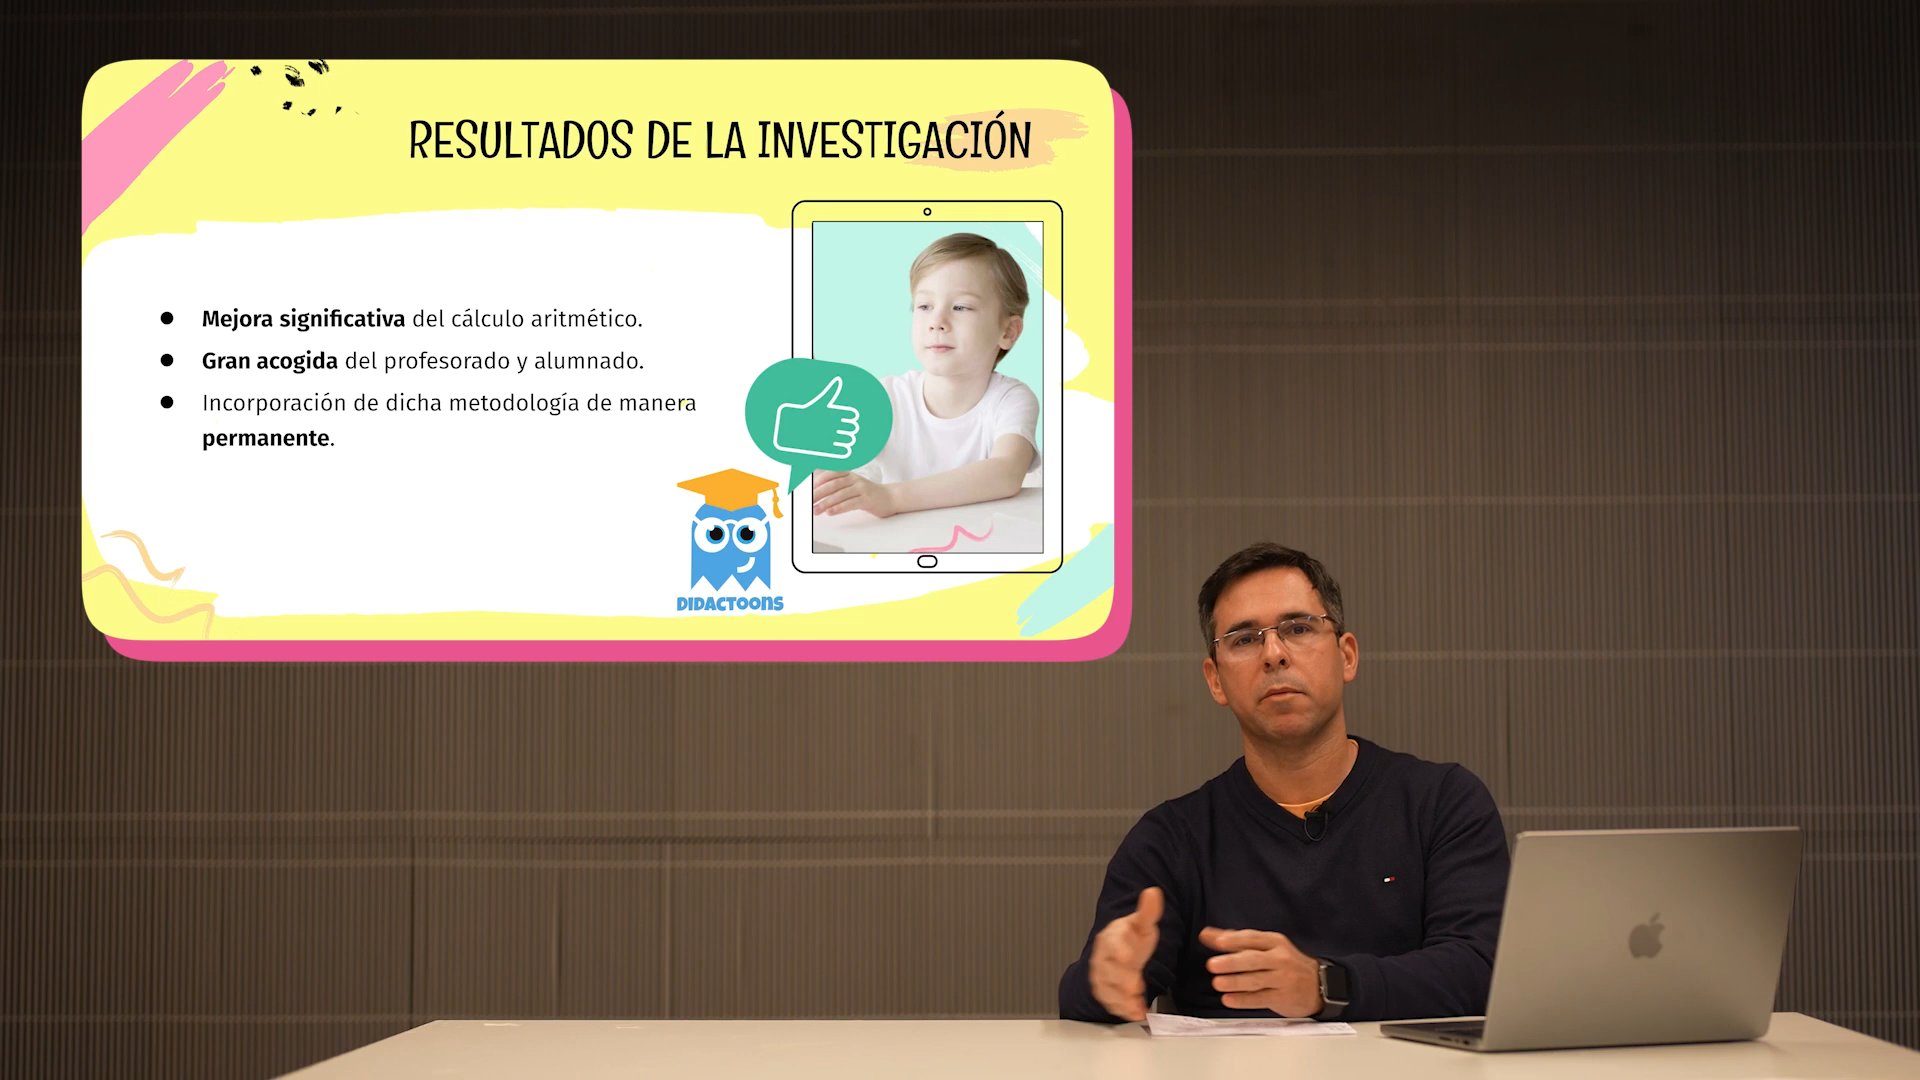 RESULTADOS DE LA INVESTIGACIÓN
● Mejora significativa del cálculo aritmético.
● Gran acogida del profesorado y alumnado.
● Incorporación de dicha metodología de manera
permanente.
DIDACTOONS